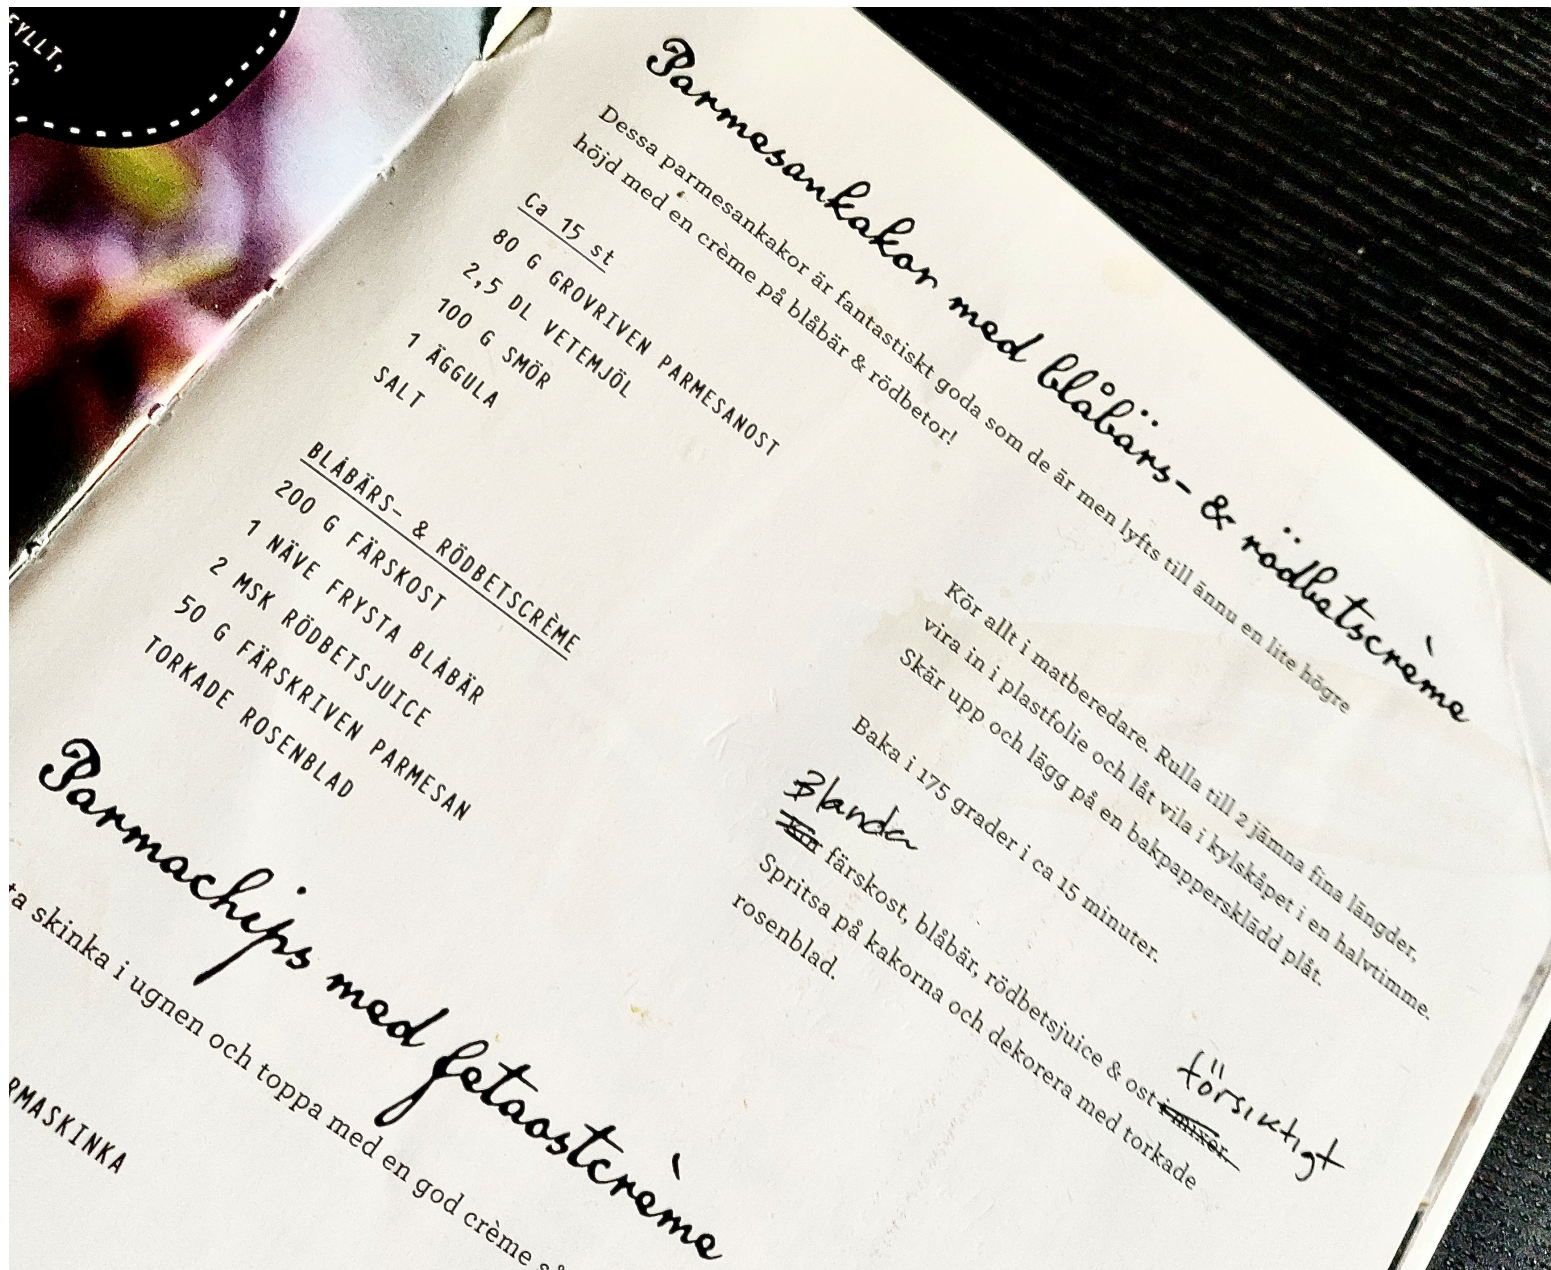 FYLLT,
Parmesankakor med blåbärs- & rödbetscrème
Dessa parmesankakor är fantastiskt goda som de är men lyfts till ännu en lite högre
höjd med en crème på blåbär & rödbetor!
Ca 15 st
80 G GROVRIVEN PARMESANOST
2,5 DL VETEMJÖL
100 G SMÖR
1 ÄGGULA
SALT
BLÅBÄRS- & RÖDBETSCRÈME
200 G FÄRSKOST
1 NÄVE FRYSTA BLÅBÄR
2 MSK RÖDBETSJUICE
50 G FÄRSKRIVEN PARMESAN
TORKADE ROSENBLAD
Kör allt i matberedare. Rulla till 2 jämna fina längder,
vira in i plastfolie och låt vila i kylskåpet i en halvtimme.
Skär upp och lägg på en bakpappersklädd plåt.
Baka i 175 grader i ca 15 minuter.
Blanda
Kör färskost, blåbär, rödbetsjuice & ost i mixer. försiktigt
Spritsa på kakorna och dekorera med torkade
rosenblad.
Parmachips med fetaostcrème
ta skinka i ugnen och toppa med en god crème så
RMASKINKA